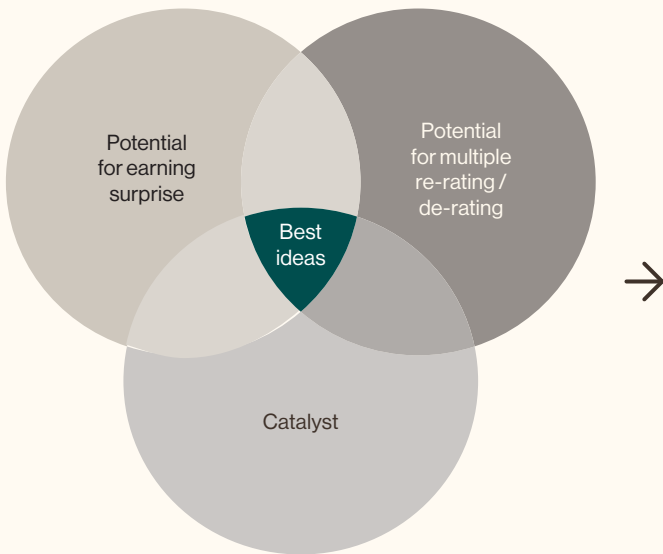 Potential
for earning
surprise
Potential
for multiple
re-rating /
de-rating
Best
ideas
Catalyst